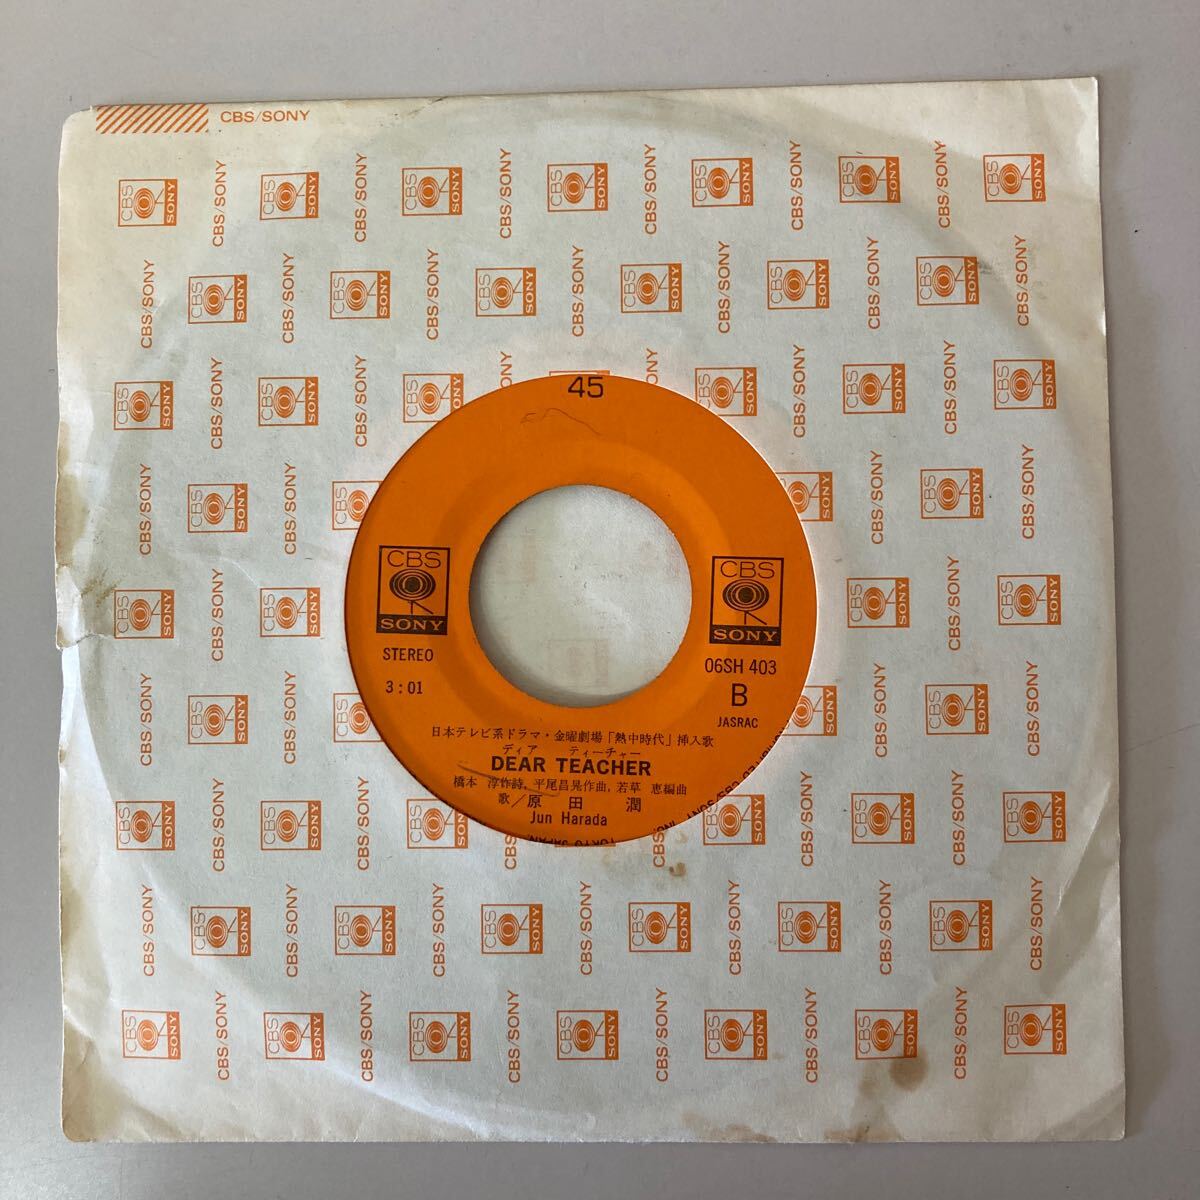 CBS/SONY
45
CBS
SONY
CBS
SONY
STEREO
06SH 403
3:01
B
JASRAC
日本テレビ系ドラマ・金曜劇場「熱中時代」挿入歌
ディア ティーチャー
DEAR TEACHER
橋本 淳作詩, 平尾昌晃作曲, 若草 恵編曲
歌/原田 潤
Jun Harada